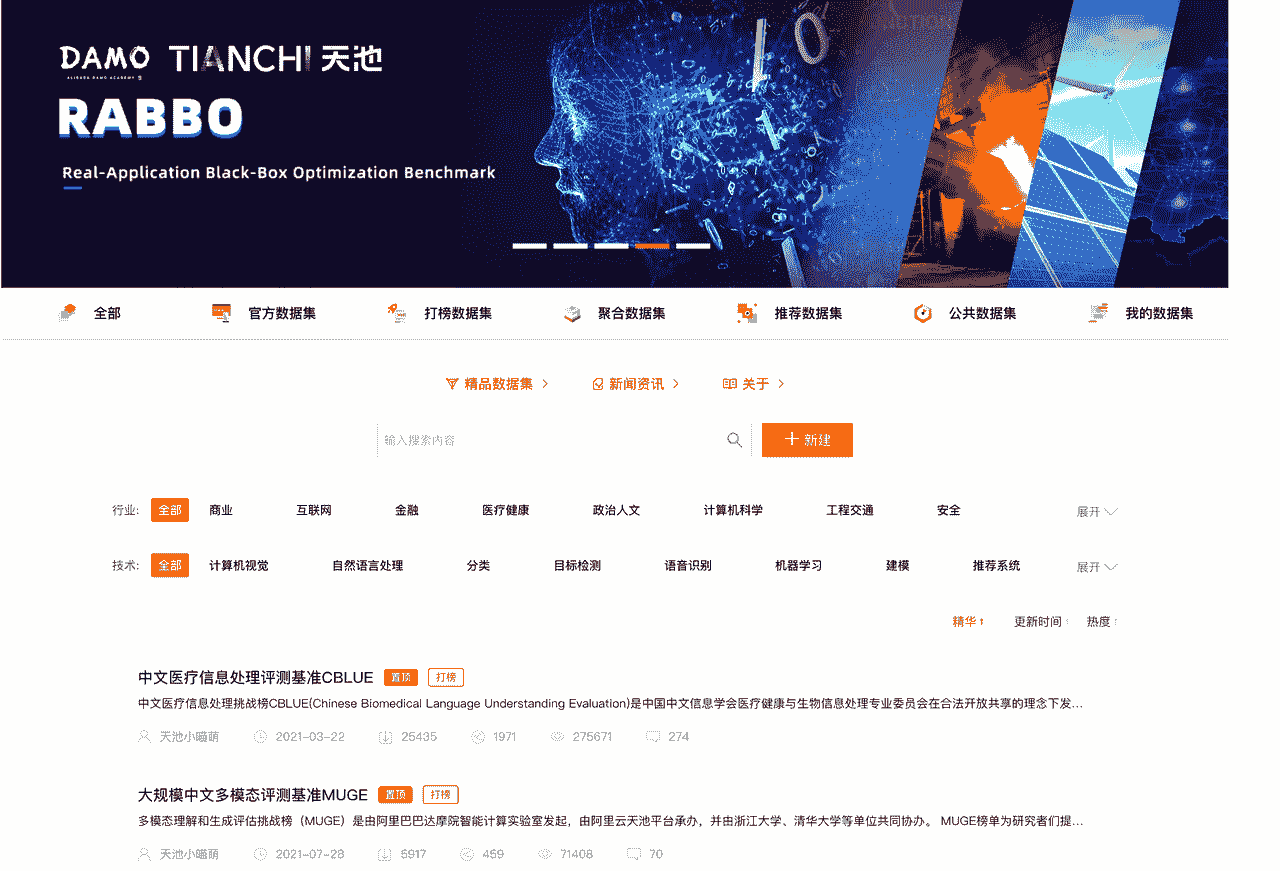 DAMO TIANCHI 天池
ALIBABA DAMO ACADEMY
RABBO
Real-Application Black-Box Optimization Benchmark
全部 官方数据集 打榜数据集 聚合数据集 推荐数据集 公共数据集 我的数据集
精品数据集 新闻资讯 关于
输入搜索内容 新建
行业: 全部 商业 互联网 金融 医疗健康 政治人文 计算机科学 工程交通 安全 展开
技术: 全部 计算机视觉 自然语言处理 分类 目标检测 语音识别 机器学习 建模 推荐系统 展开
精华 更新时间 热度
中文医疗信息处理评测基准CBLUE 置顶 打榜
中文医疗信息处理挑战榜CBLUE(Chinese Biomedical Language Understanding Evaluation)是中国中文信息学会医疗健康与生物信息处理专业委员会在合法开放共享的理念下发...
天池小喵萌 2021-03-22 25435 1971 275671 274
大规模中文多模态评测基准MUGE 置顶 打榜
多模态理解和生成评估挑战榜（MUGE）是由阿里巴巴达摩院智能计算实验室发起，由阿里云天池平台承办，并由浙江大学、清华大学等单位共同协办。 MUGE榜单为研究者们提...
天池小喵萌 2021-07-28 5917 459 71408 70